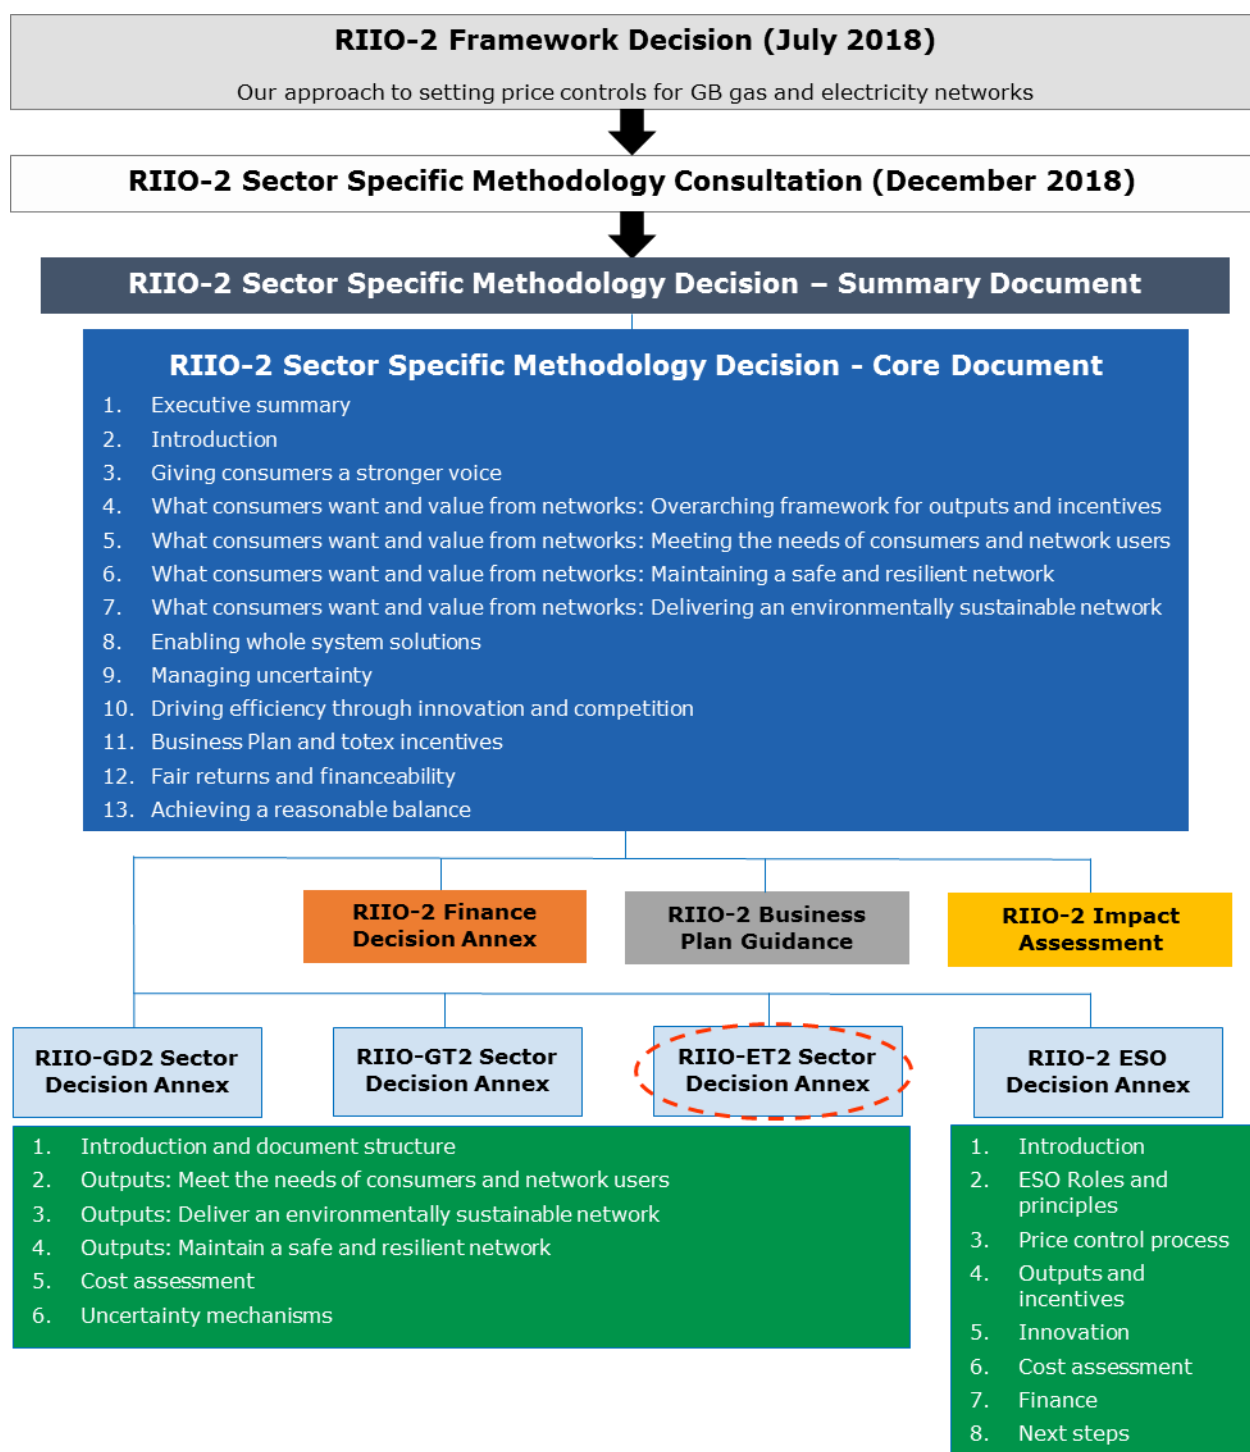 RIIO-2 Framework Decision (July 2018)
Our approach to setting price controls for GB gas and electricity networks
RIIO-2 Sector Specific Methodology Consultation (December 2018)
RIIO-2 Sector Specific Methodology Decision – Summary Document
RIIO-2 Sector Specific Methodology Decision - Core Document
1. Executive summary
2. Introduction
3. Giving consumers a stronger voice
4. What consumers want and value from networks: Overarching framework for outputs and incentives
5. What consumers want and value from networks: Meeting the needs of consumers and network users
6. What consumers want and value from networks: Maintaining a safe and resilient network
7. What consumers want and value from networks: Delivering an environmentally sustainable network
8. Enabling whole system solutions
9. Managing uncertainty
10. Driving efficiency through innovation and competition
11. Business Plan and totex incentives
12. Fair returns and financeability
13. Achieving a reasonable balance
RIIO-2 Finance
Decision Annex
RIIO-2 Business
Plan Guidance
RIIO-2 Impact
Assessment
RIIO-GD2 Sector
Decision Annex
RIIO-GT2 Sector
Decision Annex
RIIO-ET2 Sector
Decision Annex
RIIO-2 ESO
Decision Annex
1. Introduction and document structure
2. Outputs: Meet the needs of consumers and network users
3. Outputs: Deliver an environmentally sustainable network
4. Outputs: Maintain a safe and resilient network
5. Cost assessment
6. Uncertainty mechanisms
1. Introduction
2. ESO Roles and
principles
3. Price control process
4. Outputs and
incentives
5. Innovation
6. Cost assessment
7. Finance
8. Next steps